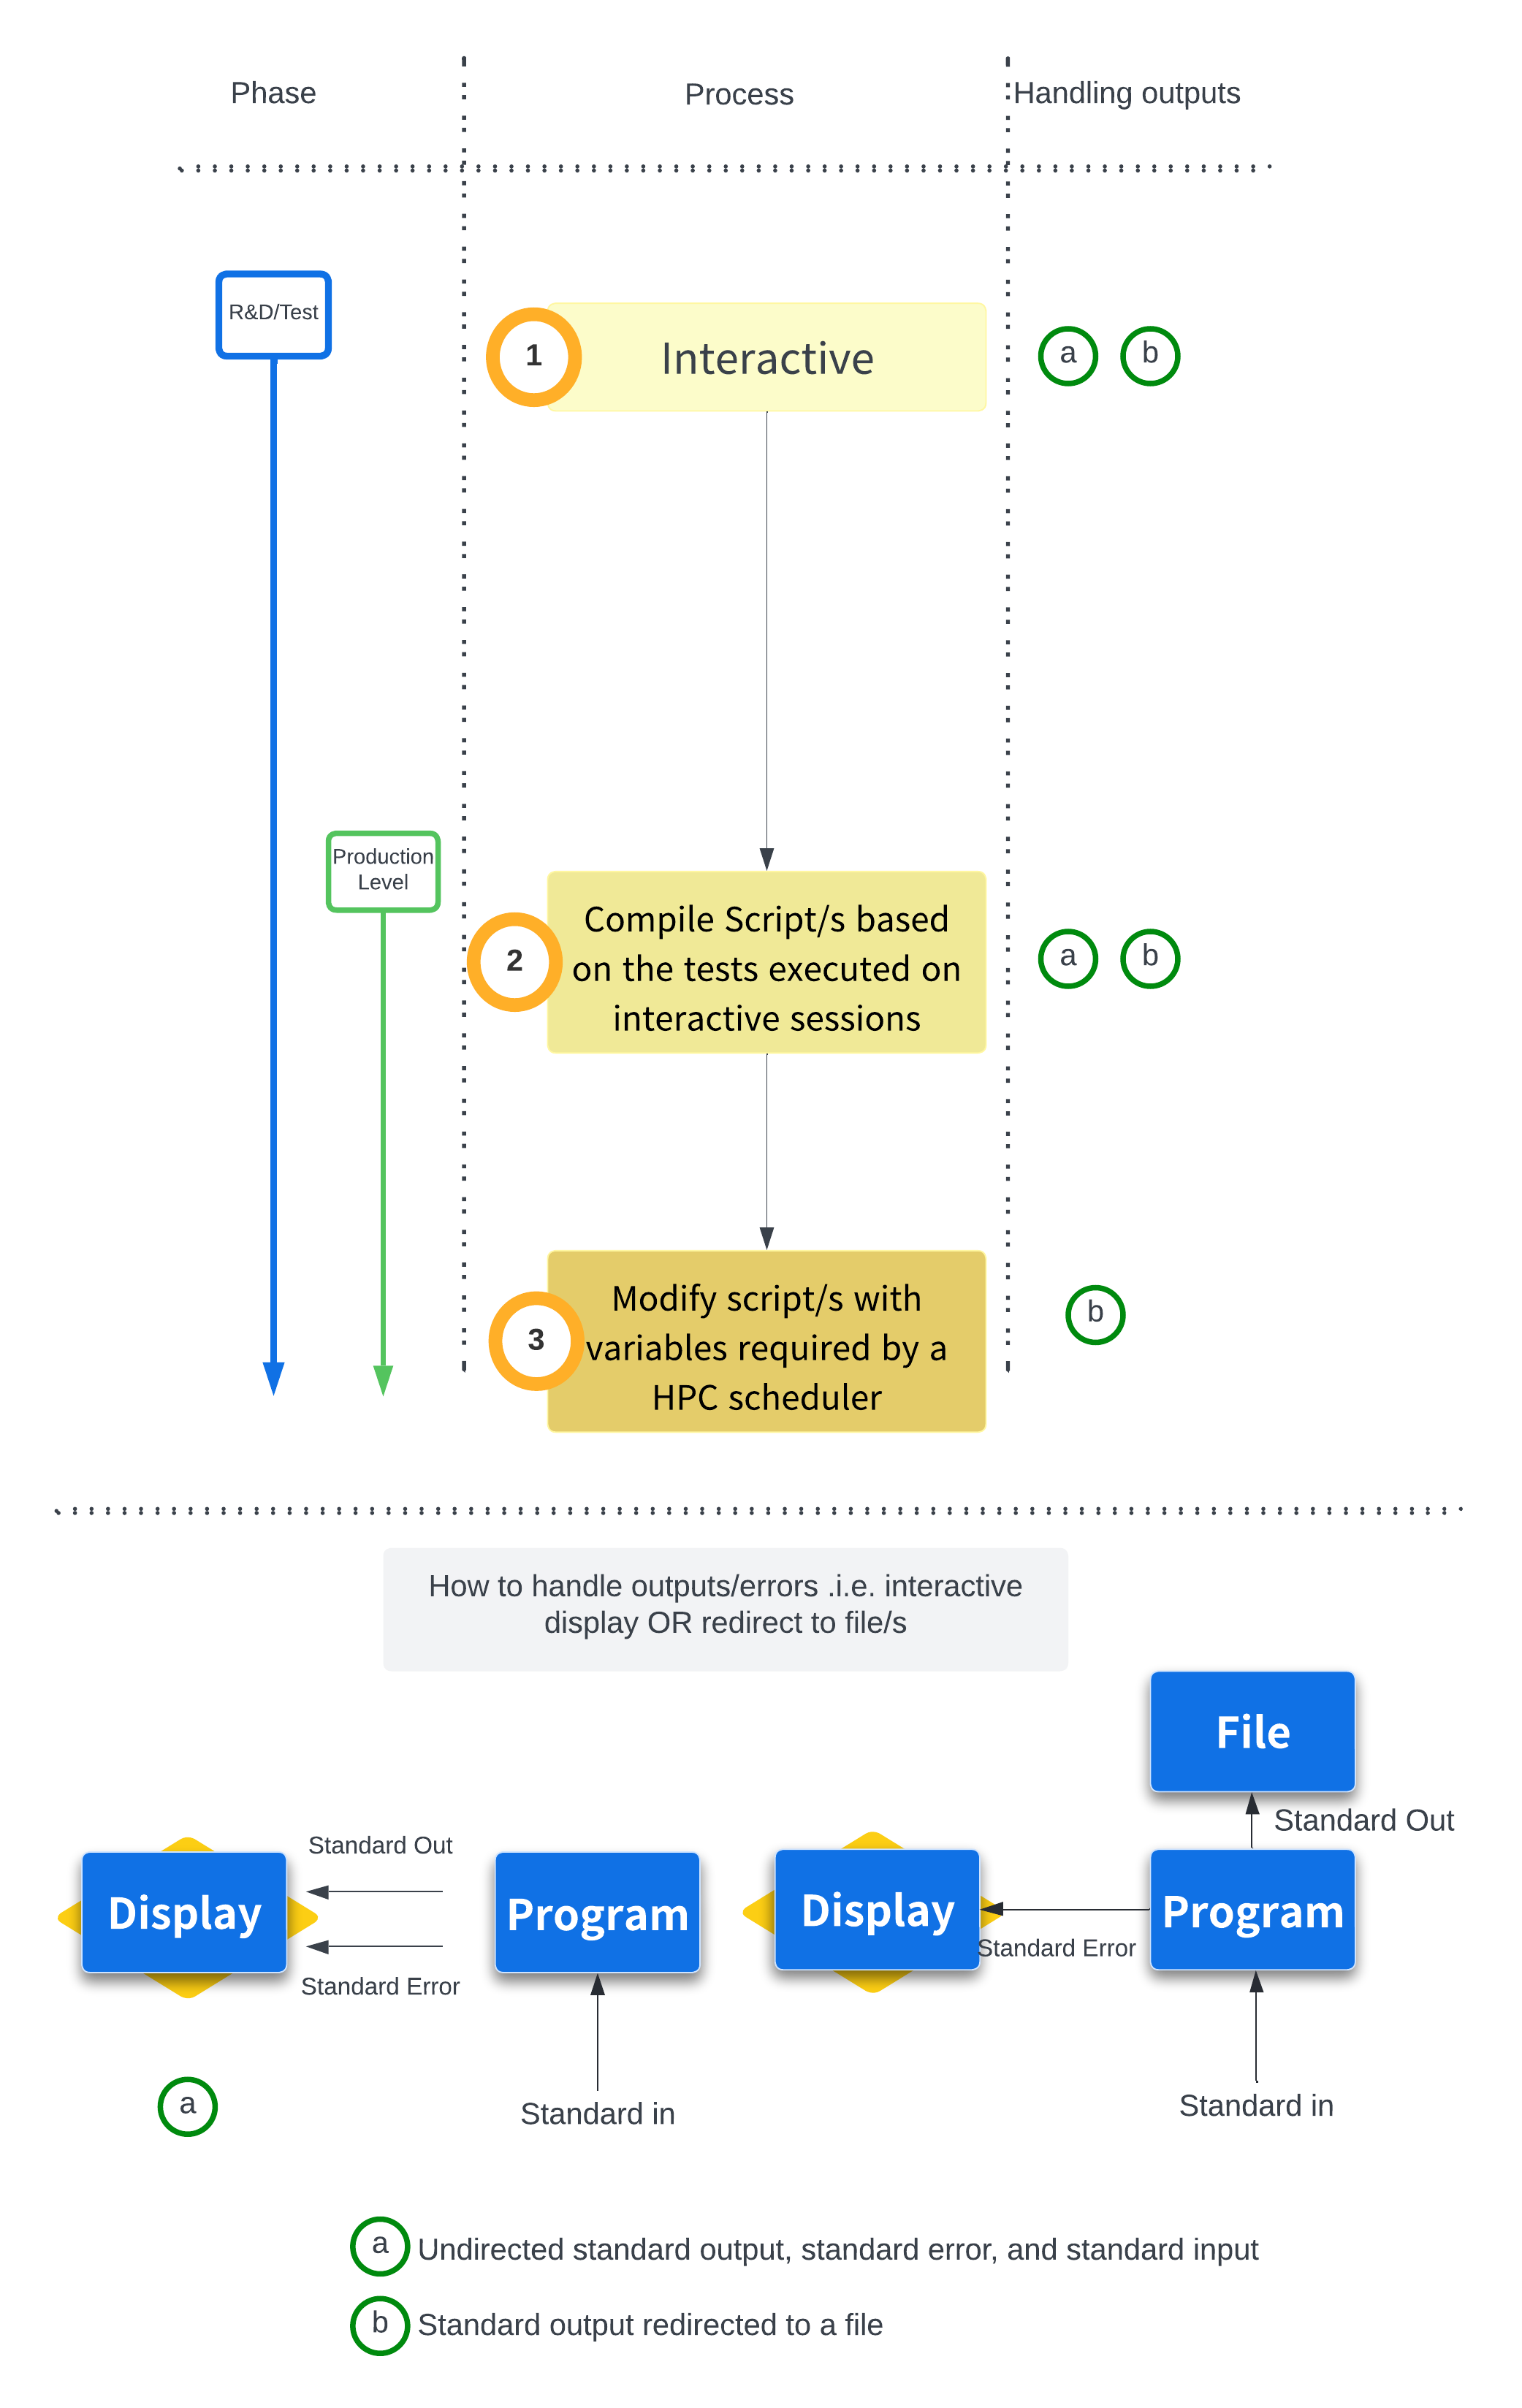 Phase
Process
Handling outputs
R&D/Test
1
Interactive
a
b
Production
Level
2
Compile Script/s based
on the tests executed on
interactive sessions
a
b
3
Modify script/s with
variables required by a
HPC scheduler
b
How to handle outputs/errors .i.e. interactive
display OR redirect to file/s
File
Standard Out
Standard Out
Display
Program
Display
Program
Standard Error
Standard Error
a
Standard in
Standard in
a Undirected standard output, standard error, and standard input
b Standard output redirected to a file